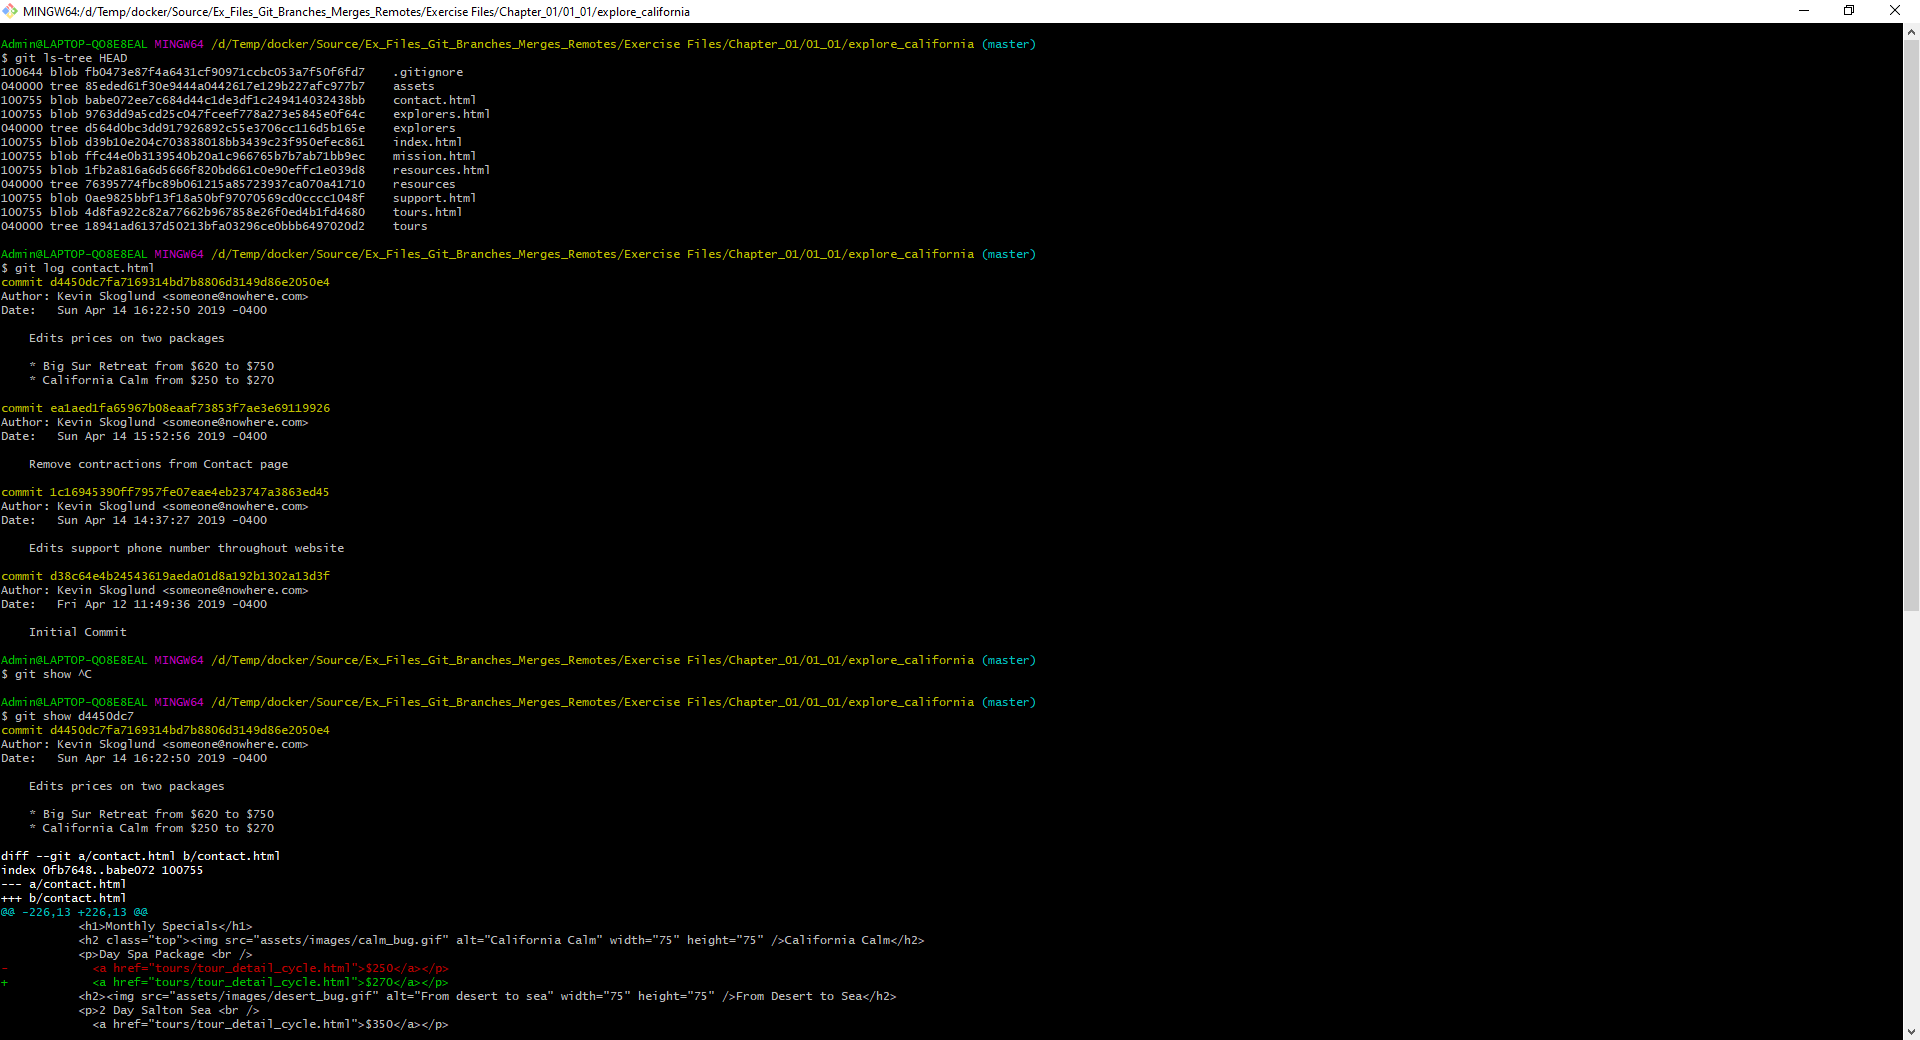 MINGW64:/d/Temp/docker/Source/Ex_Files_Git_Branches_Merges_Remotes/Exercise Files/Chapter_01/01_01/explore_california
Admin@LAPTOP-QO8E8EAL MINGW64 /d/Temp/docker/Source/Ex_Files_Git_Branches_Merges_Remotes/Exercise Files/Chapter_01/01_01/explore_california (master)
$ git ls-tree HEAD
100644 blob fb0473e87f4a6431cf90971ccbc053a7f50f6fd7    .gitignore
040000 tree 85eded61f30e9444a0442617e129b227afc977b7    assets
100755 blob babe072ee7c684d44c1de3df1c249414032438bb    contact.html
100755 blob 9763dd9a5cd25c047fceef778a273e5845e0f64c    explorers.html
040000 tree d564d0bc3dd917926892c55e3706cc116d5b165e    explorers
100755 blob d39b10e204c703838018bb3439c23f950efec861    index.html
100755 blob ffc44e0b3139540b20a1c966765b7b7ab71bb9ec    mission.html
100755 blob 1fb2a816a6d5666f820bd661c0e90effc1e039d8    resources.html
040000 tree 76395774fbc89b061215a85723937ca070a41710    resources
100755 blob 0ae9825bbf13f18a50bf97070569cd0cccc1048f    support.html
100755 blob 4d8fa922c82a77662b967858e26f0ed4b1fd4680    tours.html
040000 tree 18941ad6137d50213bfa03296ce0bbb6497020d2    tours
Admin@LAPTOP-QO8E8EAL MINGW64 /d/Temp/docker/Source/Ex_Files_Git_Branches_Merges_Remotes/Exercise Files/Chapter_01/01_01/explore_california (master)
$ git log contact.html
commit d4450dc7fa7169314bd7b8806d3149d86e2050e4
Author: Kevin Skoglund <someone@nowhere.com>
Date:   Sun Apr 14 16:22:50 2019 -0400
Edits prices on two packages
* Big Sur Retreat from $620 to $750
* California Calm from $250 to $270
commit ea1aed1fa65967b08eaaf73853f7ae3e69119926
Author: Kevin Skoglund <someone@nowhere.com>
Date:   Sun Apr 14 15:52:56 2019 -0400
Remove contractions from Contact page
commit 1c16945390ff7957fe07eae4eb23747a3863ed45
Author: Kevin Skoglund <someone@nowhere.com>
Date:   Sun Apr 14 14:37:27 2019 -0400
Edits support phone number throughout website
commit d38c64e4b24543619aeda01d8a192b1302a13d3f
Author: Kevin Skoglund <someone@nowhere.com>
Date:   Fri Apr 12 11:49:36 2019 -0400
Initial Commit
Admin@LAPTOP-QO8E8EAL MINGW64 /d/Temp/docker/Source/Ex_Files_Git_Branches_Merges_Remotes/Exercise Files/Chapter_01/01_01/explore_california (master)
$ git show ^C
Admin@LAPTOP-QO8E8EAL MINGW64 /d/Temp/docker/Source/Ex_Files_Git_Branches_Merges_Remotes/Exercise Files/Chapter_01/01_01/explore_california (master)
$ git show d4450dc7
commit d4450dc7fa7169314bd7b8806d3149d86e2050e4
Author: Kevin Skoglund <someone@nowhere.com>
Date:   Sun Apr 14 16:22:50 2019 -0400
Edits prices on two packages
* Big Sur Retreat from $620 to $750
* California Calm from $250 to $270
diff --git a/contact.html b/contact.html
index 0fb7648..babe072 100755
--- a/contact.html
+++ b/contact.html
@@ -226,13 +226,13 @@
<h1>Monthly Specials</h1>
<h2 class="top"><img src="assets/images/calm_bug.gif" alt="California Calm" width="75" height="75" />California Calm</h2>
<p>Day Spa Package <br />
-            <a href="tours/tour_detail_cycle.html">$250</a></p>
+            <a href="tours/tour_detail_cycle.html">$270</a></p>
<h2><img src="assets/images/desert_bug.gif" alt="From desert to sea" width="75" height="75" />From Desert to Sea</h2>
<p>2 Day Salton Sea <br />
<a href="tours/tour_detail_cycle.html">$350</a></p>